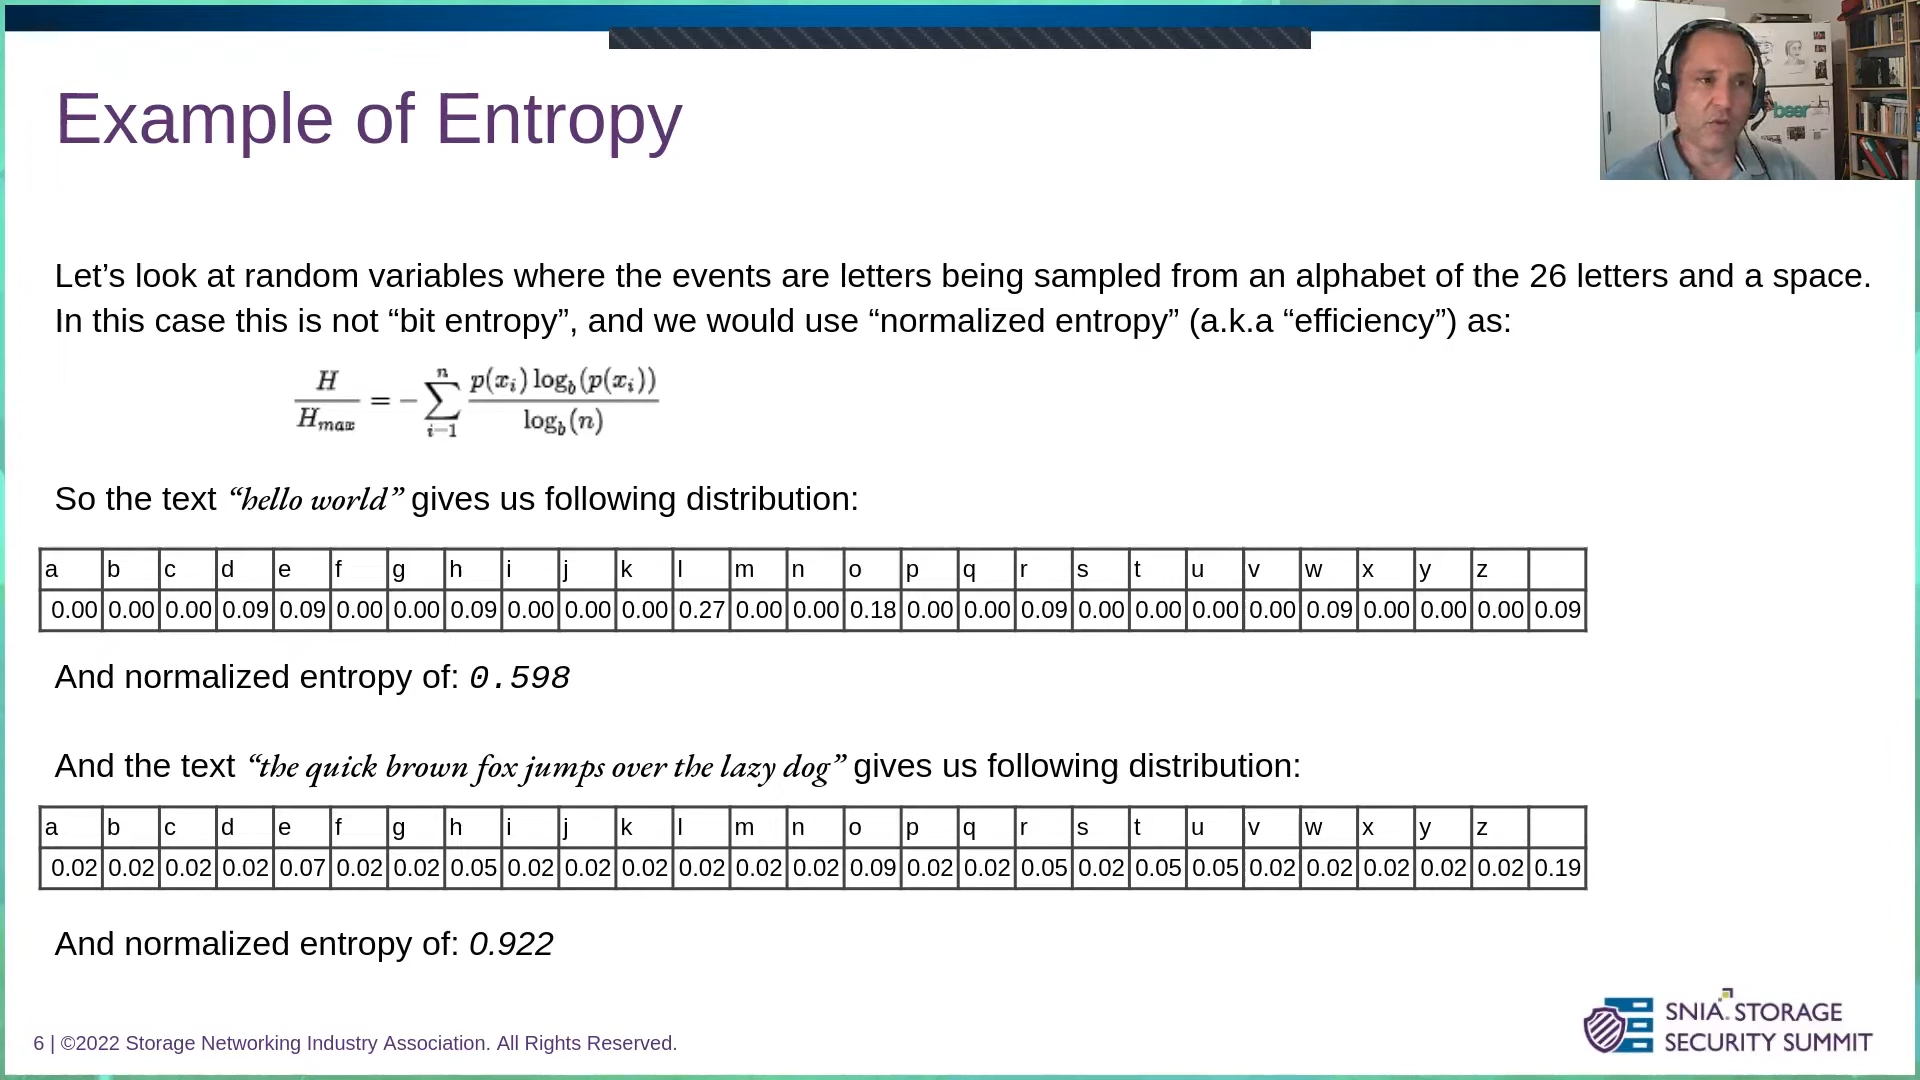 Example of Entropy
beer
Let’s look at random variables where the events are letters being sampled from an alphabet of the 26 letters and a space.
In this case this is not “bit entropy”, and we would use “normalized entropy” (a.k.a “efficiency”) as:
H / H_max = − ∑_{i−1}^{n} p(x_i) log_b(p(x_i)) / log_b(n)
So the text “hello world” gives us following distribution:
a b c d e f g h i j k l m n o p q r s t u v w x y z
0.00 0.00 0.00 0.09 0.09 0.00 0.00 0.09 0.00 0.00 0.00 0.27 0.00 0.00 0.18 0.00 0.00 0.09 0.00 0.00 0.00 0.00 0.09 0.00 0.00 0.00 0.09
And normalized entropy of: 0.598
And the text “the quick brown fox jumps over the lazy dog” gives us following distribution:
a b c d e f g h i j k l m n o p q r s t u v w x y z
0.02 0.02 0.02 0.02 0.07 0.02 0.02 0.05 0.02 0.02 0.02 0.02 0.02 0.02 0.09 0.02 0.02 0.05 0.02 0.05 0.05 0.02 0.02 0.02 0.02 0.02 0.19
And normalized entropy of: 0.922
6 | ©2022 Storage Networking Industry Association. All Rights Reserved.
SNIA. STORAGE
SECURITY SUMMIT